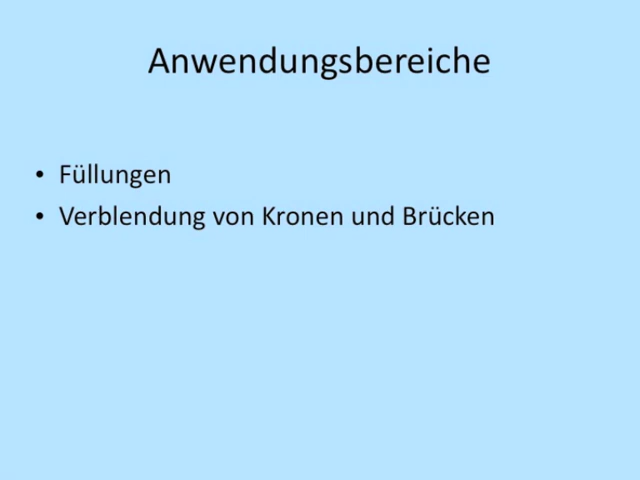 Anwendungsbereiche
• Füllungen
• Verblendung von Kronen und Brücken